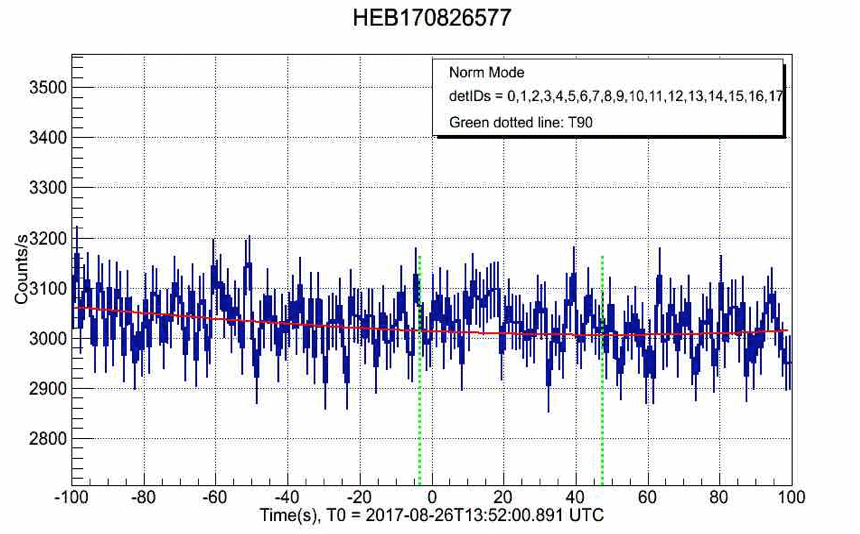 HEB170826577
Norm Mode
detIDs = 0,1,2,3,4,5,6,7,8,9,10,11,12,13,14,15,16,17
Green dotted line: T90
Counts/s
3500
3400
3300
3200
3100
3000
2900
2800
-100 -80 -60 -40 -20 0 20 40 60 80 100
Time(s), T0 = 2017-08-26T13:52:00.891 UTC